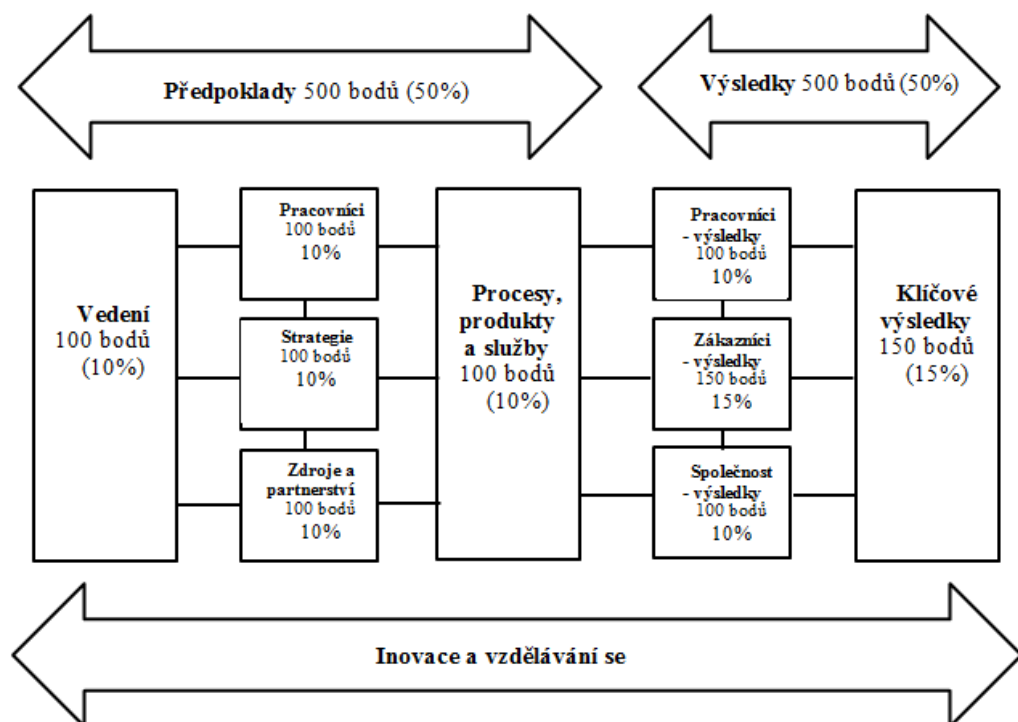 Předpoklady 500 bodů (50%)
Výsledky 500 bodů (50%)
Vedení
100 bodů
(10%)
Pracovníci
100 bodů
10%
Strategie
100 bodů
10%
Zdroje a
partnerství
100 bodů
10%
Procesy,
produkty
a služby
100 bodů
(10%)
Pracovníci
- výsledky
100 bodů
10%
Zákazníci
- výsledky
150 bodů
15%
Společnost
- výsledky
100 bodů
10%
Klíčové
výsledky
150 bodů
(15%)
Inovace a vzdělávání se